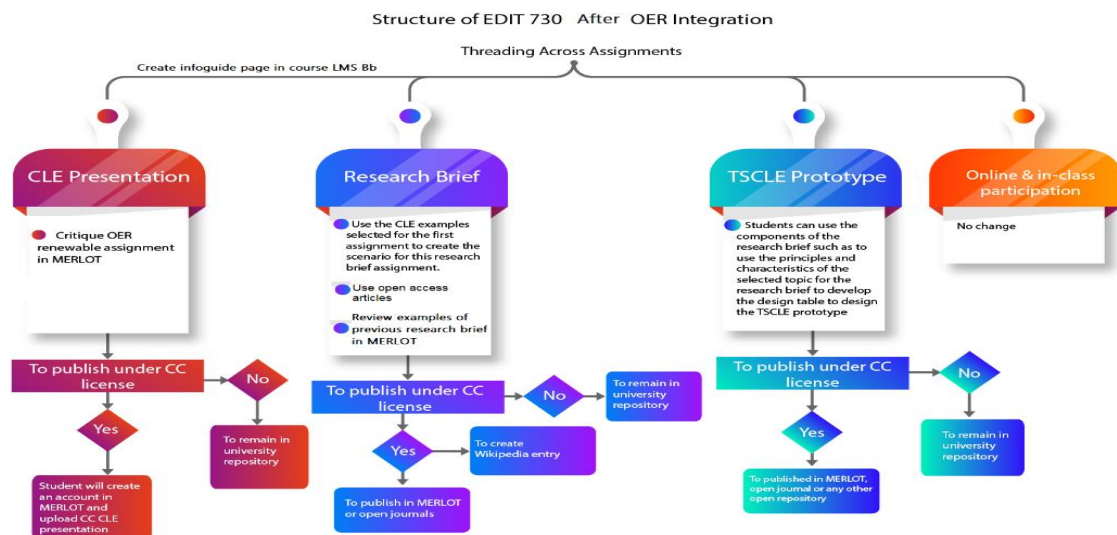 Structure of EDIT 730 After OER Integration
Threading Across Assignments
Create infoguide page in course LMS Bb
CLE Presentation
Critique OER
renewable assignment
in MERLOT
To publish under CC
license
No
Yes
To remain in
university
repository
Student will create
an account in
MERLOT and
upload CC CLE
presentation
Research Brief
Use the CLE examples
selected for the first
assignment to create the
scenario for this research
brief assignment.
Use open access
articles
Review examples of
previous research brief
in MERLOT
To publish under CC
license
No
To remain in
university
repository
Yes
To create
Wikipedia entry
To publish in MERLOT
or open journals
TSCLE Prototype
Students can use the
components of the
research brief such as to
use the principles and
characteristics of the
selected topic for the
research brief to develop
the design table to design
the TSCLE prototype
To publish under CC
license
No
Yes
To remain in
university
repository
To published in MERLOT,
open journal or any other
open repository
Online & in-class
participation
No change